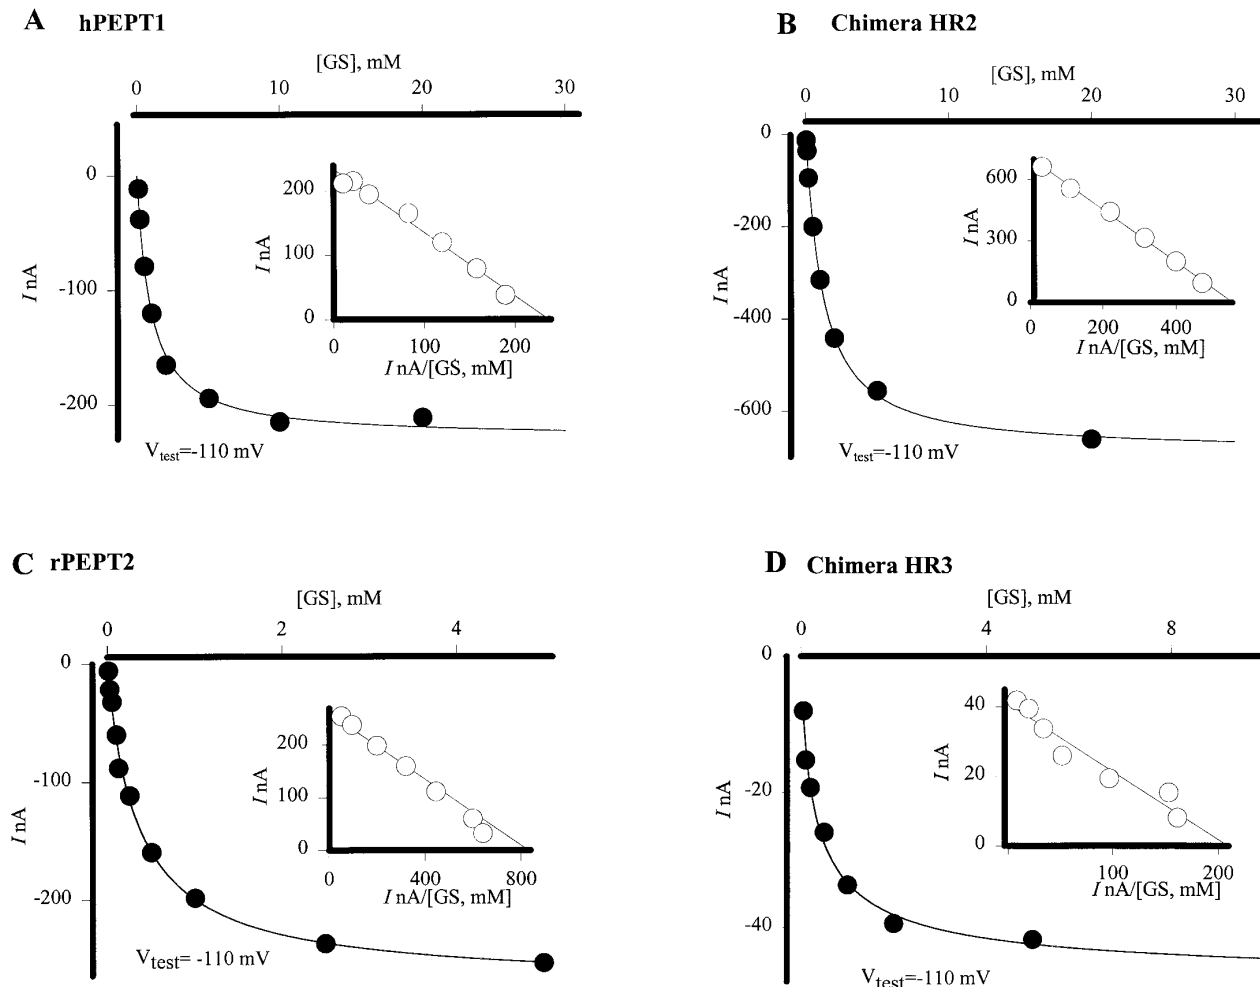 A hPEPT1
[GS], mM
0 10 20 30
0
-100
-200
I nA
200
100
0
I nA
0 100 200
I nA/[GS, mM]
Vtest=-110 mV
B Chimera HR2
[GS], mM
0 10 20 30
0
-200
-400
-600
I nA
600
300
0
I nA
0 200 400
I nA/[GS, mM]
Vtest=-110 mV
C rPEPT2
[GS], mM
0 2 4
0
-100
-200
I nA
200
100
0
I nA
0 400 800
I nA/[GS, mM]
Vtest= -110 mV
D Chimera HR3
[GS], mM
0 4 8
0
-20
-40
I nA
40
20
0
I nA
100 200
I nA/[GS, mM]
Vtest=-110 mV